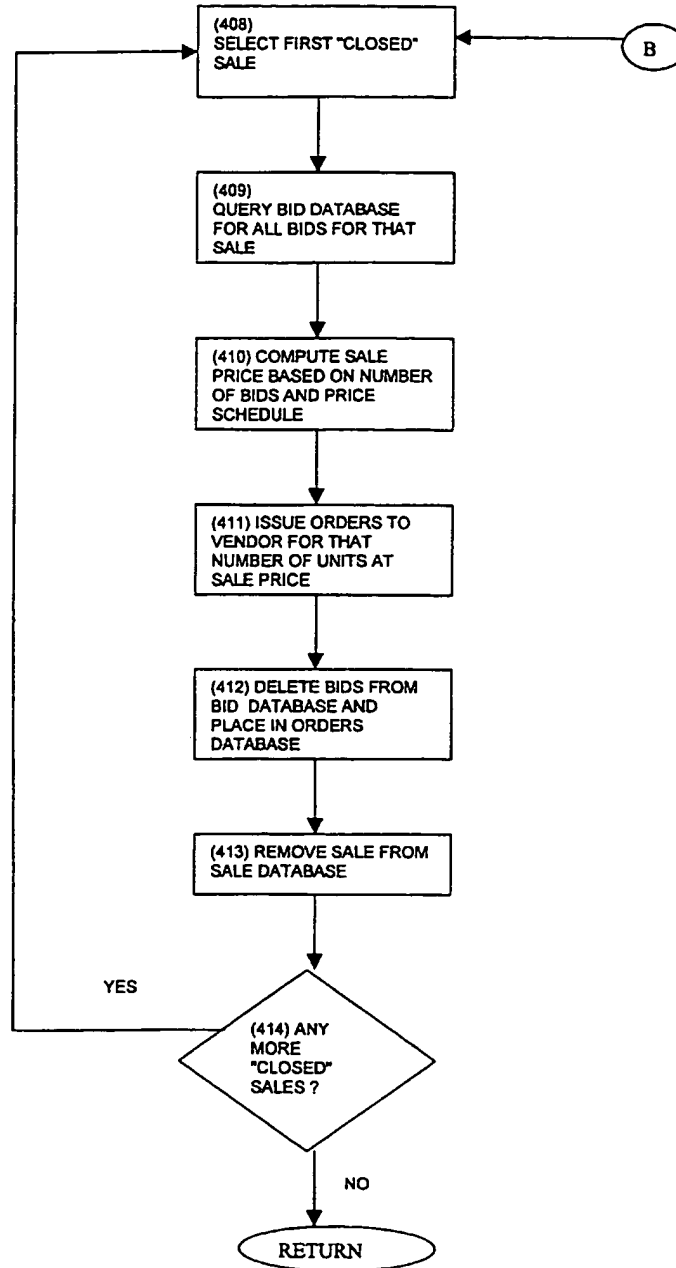 (408)
SELECT FIRST "CLOSED"
SALE
B
(409)
QUERY BID DATABASE
FOR ALL BIDS FOR THAT
SALE
(410) COMPUTE SALE
PRICE BASED ON NUMBER
OF BIDS AND PRICE
SCHEDULE
(411) ISSUE ORDERS TO
VENDOR FOR THAT
NUMBER OF UNITS AT
SALE PRICE
(412) DELETE BIDS FROM
BID DATABASE AND
PLACE IN ORDERS
DATABASE
(413) REMOVE SALE FROM
SALE DATABASE
YES
(414) ANY
MORE
"CLOSED"
SALES ?
NO
RETURN